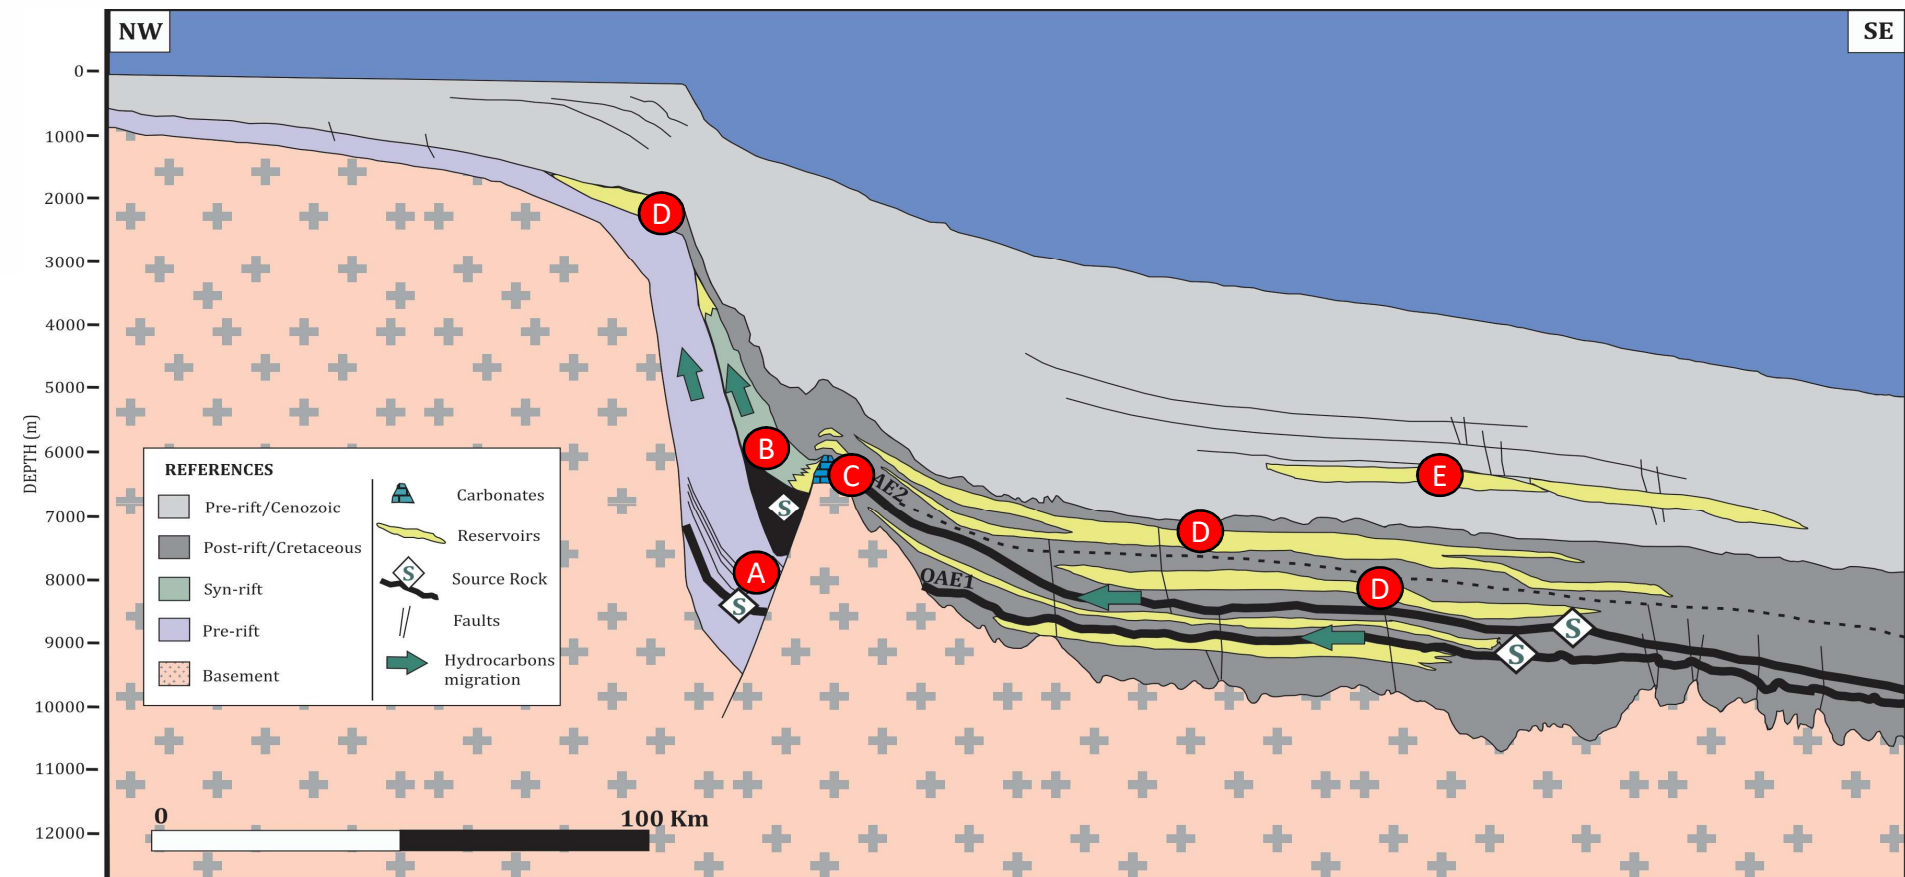 NW
SE
0
1000
2000
3000
4000
5000
6000
7000
8000
9000
10000
11000
12000
DEPTH (m)
D
B
C
AE2
E
D
A
S
D
OAE1
S
S
S
REFERENCES
Pre-rift/Cenozoic
Post-rift/Cretaceous
Syn-rift
Pre-rift
Basement
Carbonates
Reservoirs
S
Source Rock
Faults
Hydrocarbons
migration
0
100 Km